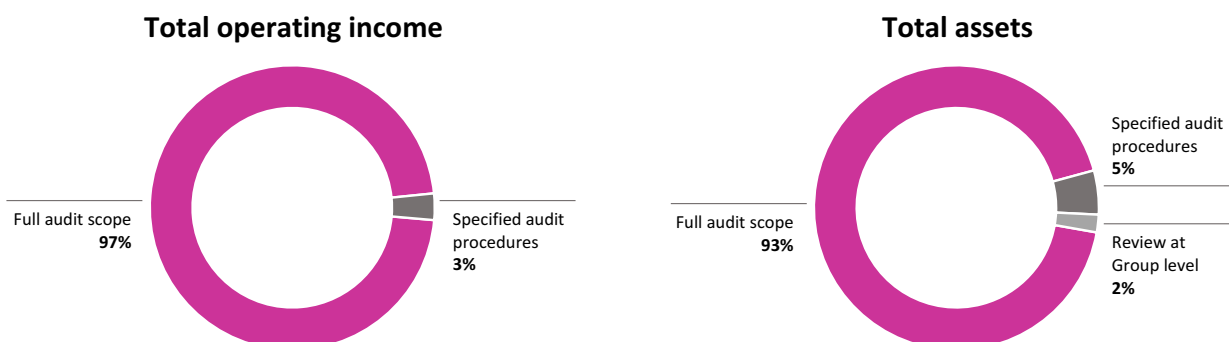 Total operating income
Full audit scope
97%
Specified audit
procedures
3%
Total assets
Full audit scope
93%
Specified audit
procedures
5%
Review at
Group level
2%